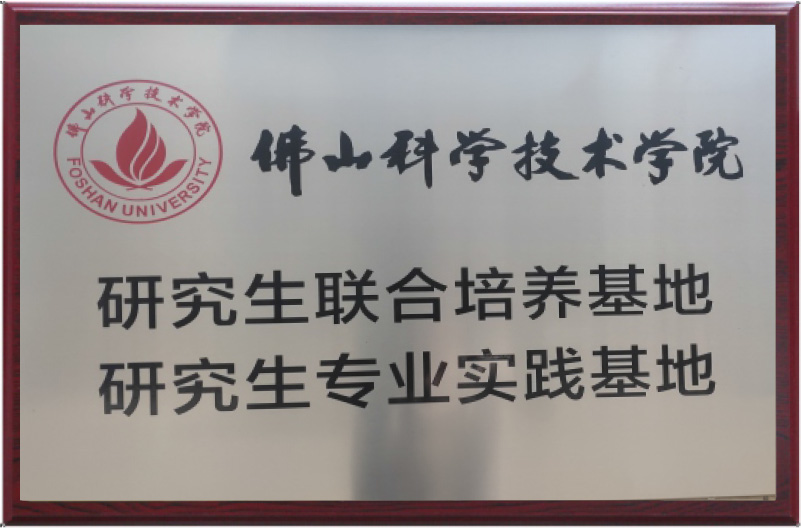 佛山科学技术学院
FOSHAN UNIVERSITY
佛山科学技术学院
研究生联合培养基地
研究生专业实践基地